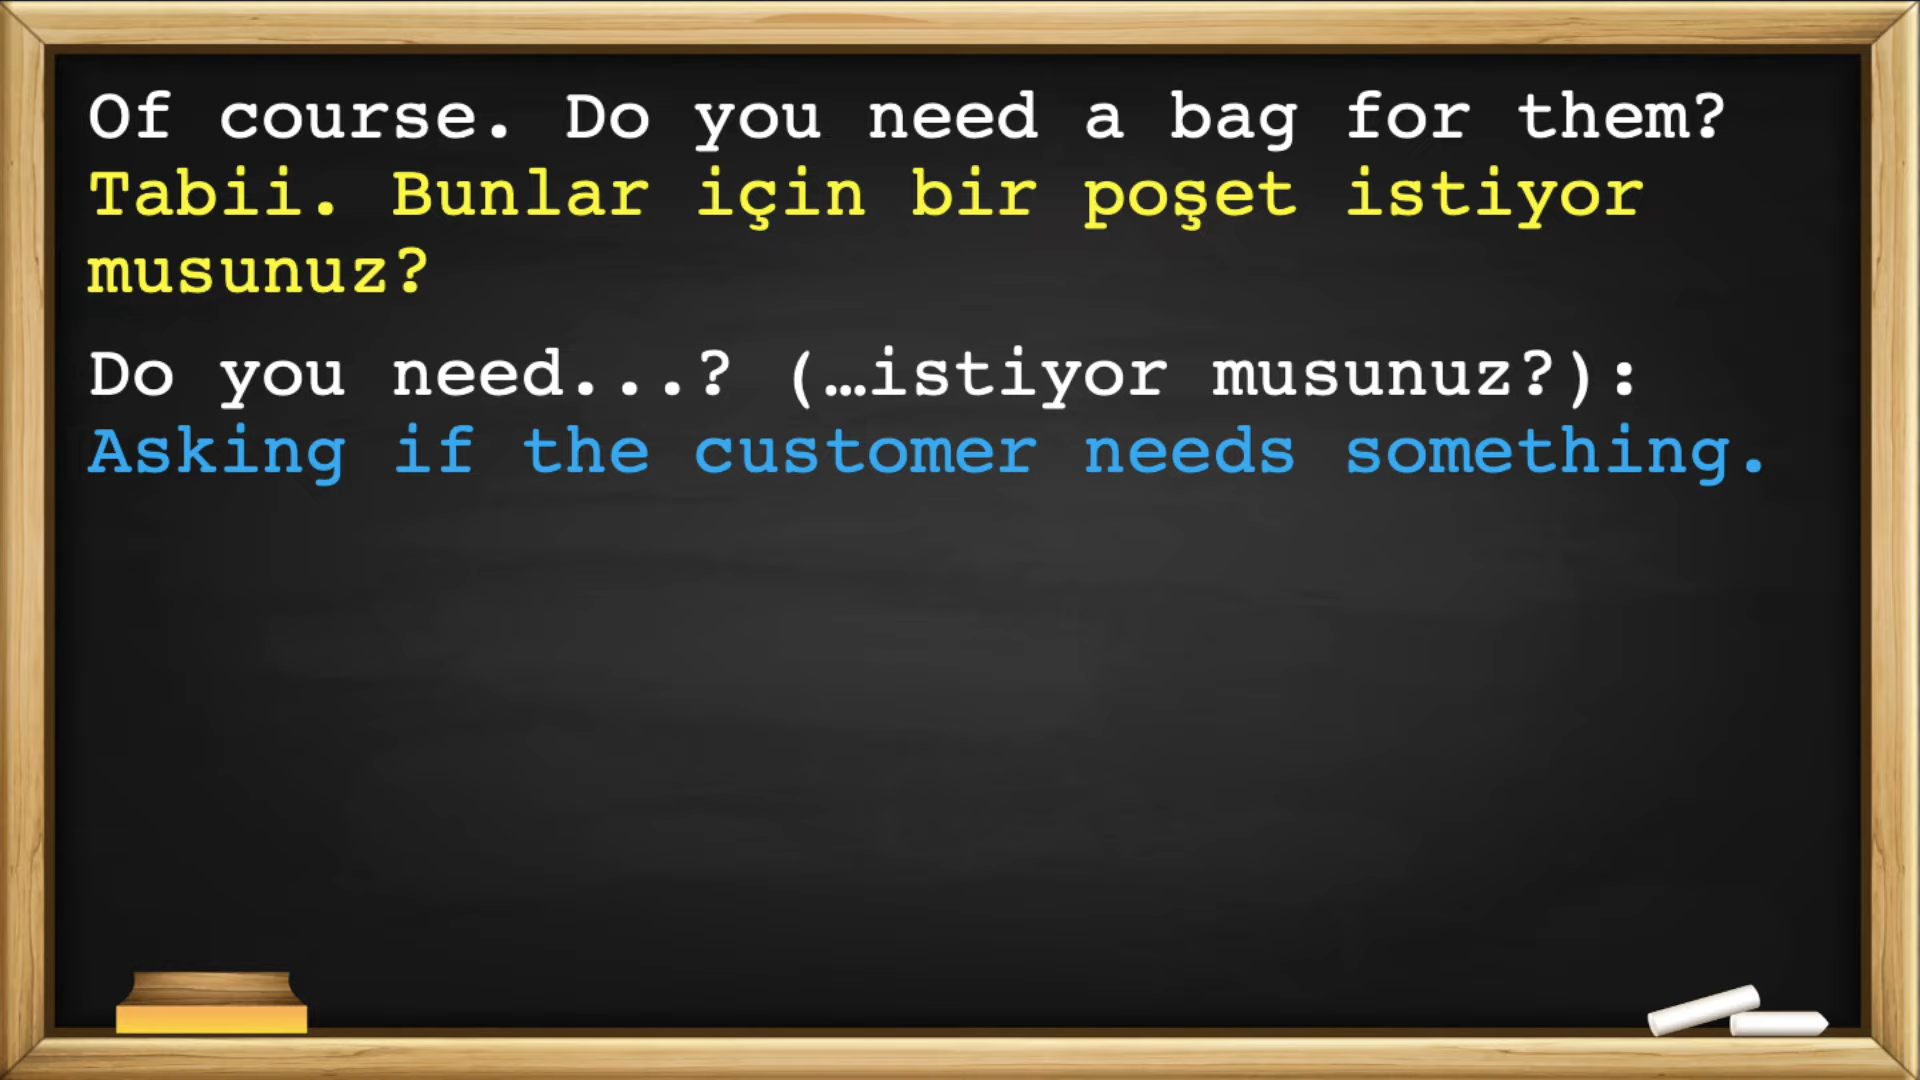 Of course. Do you need a bag for them?
Tabii. Bunlar için bir poşet istiyor
musunuz?
Do you need...? (…istiyor musunuz?):
Asking if the customer needs something.